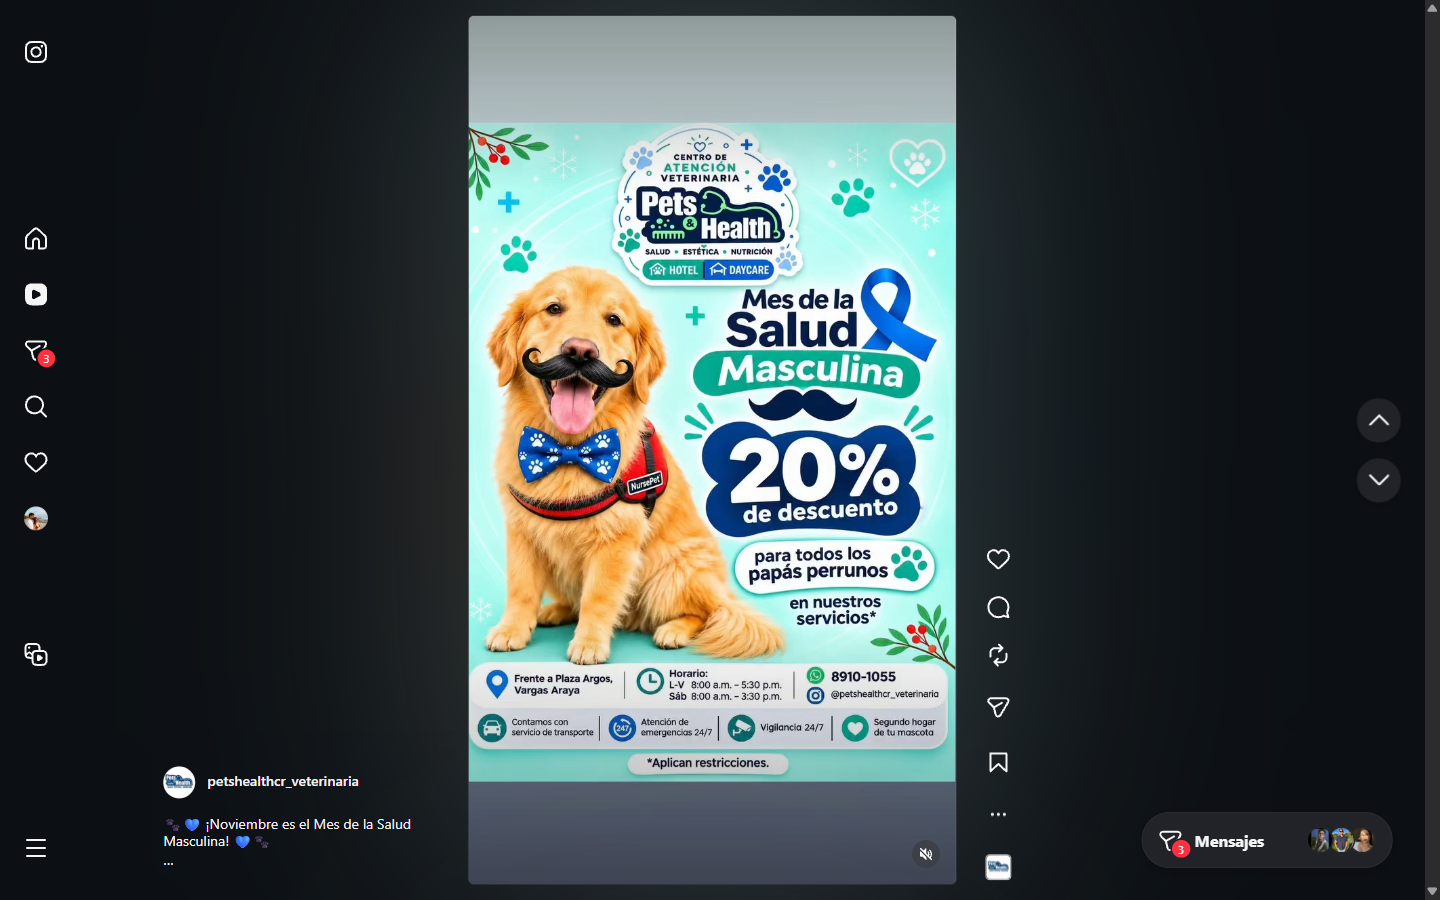 CENTRO DE
ATENCIÓN
VETERINARIA
Pets & Health
SALUD • ESTÉTICA • NUTRICIÓN
HOTEL DAYCARE
Mes de la
Salud
Masculina
20%
de descuento
para todos los
papás perrunos
en nuestros
servicios*
NursePet
Frente a Plaza Argos,
Vargas Araya
Horario:
L-V 8:00 a.m. – 5:30 p.m.
Sáb 8:00 a.m. – 3:30 p.m.
8910-1055
@petshealthcr_veterinaria
Contamos con
servicio de transporte
247
Atención de
emergencias 24/7
Vigilancia 24/7
Segundo hogar
de tu mascota
*Aplican restricciones.
3
Pets Health
petshealthcr_veterinaria
¡Noviembre es el Mes de la Salud
Masculina!
...
3
Mensajes